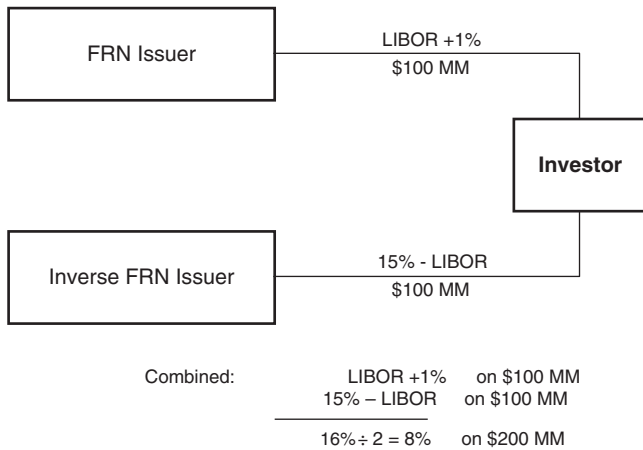 FRN Issuer
LIBOR +1%
$100 MM
Investor
Inverse FRN Issuer
15% - LIBOR
$100 MM
Combined: LIBOR +1% on $100 MM
15% – LIBOR on $100 MM
16% ÷ 2 = 8% on $200 MM